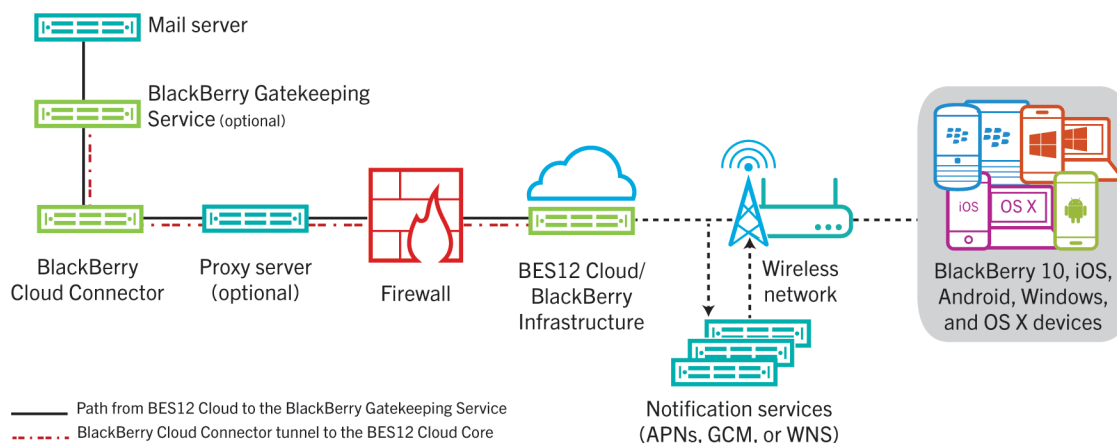 Mail server
BlackBerry Gatekeeping
Service (optional)
BlackBerry
Cloud Connector
Proxy server
(optional)
Firewall
BES12 Cloud/
BlackBerry
Infrastructure
Wireless
network
Notification services
(APNs, GCM, or WNS)
iOS
OS X
BlackBerry 10, iOS,
Android, Windows,
and OS X devices
Path from BES12 Cloud to the BlackBerry Gatekeeping Service
BlackBerry Cloud Connector tunnel to the BES12 Cloud Core